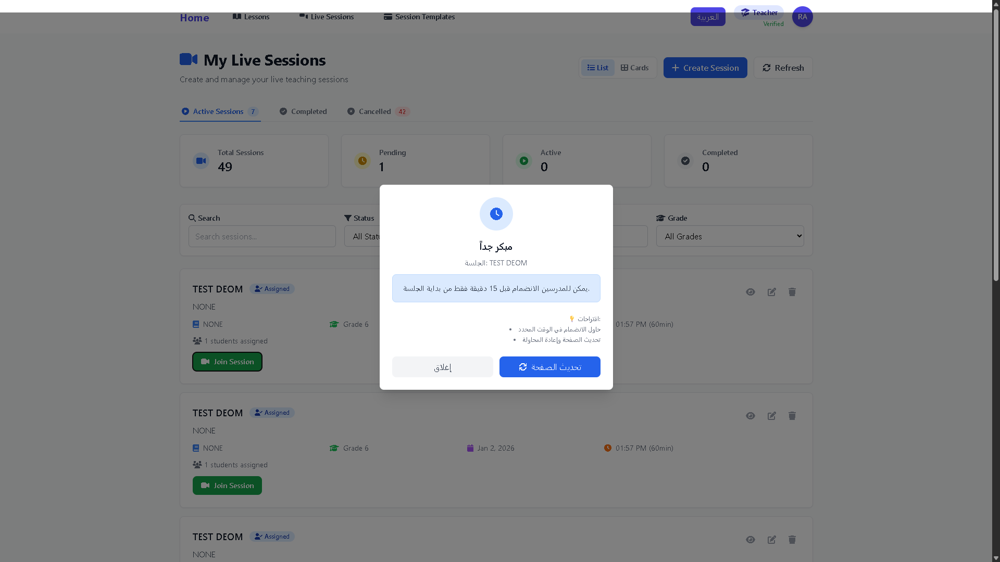 Home
Lessons
Live Sessions
Session Templates
العربية
Teacher
Verified
RA
My Live Sessions
Create and manage your live teaching sessions
List
Cards
Create Session
Refresh
Active Sessions 7
Completed
Cancelled 42
Total Sessions
49
Pending
1
Active
0
Completed
0
Search
Search sessions...
Status
All Statu
Grade
All Grades
مبكر جداً
الجلسة: TEST DEOM
يمكن للمدرسين الانضمام قبل 15 دقيقة فقط من بداية الجلسة.
💡 اقتراحات:
• حاول الانضمام في الوقت المحدد
• تحديث الصفحة وإعادة المحاولة
إغلاق
تحديث الصفحة
TEST DEOM Assigned
NONE
NONE
Grade 6
01:57 PM (60min)
1 students assigned
Join Session
TEST DEOM Assigned
NONE
NONE
Grade 6
Jan 2, 2026
01:57 PM (60min)
1 students assigned
Join Session
TEST DEOM Assigned
NONE